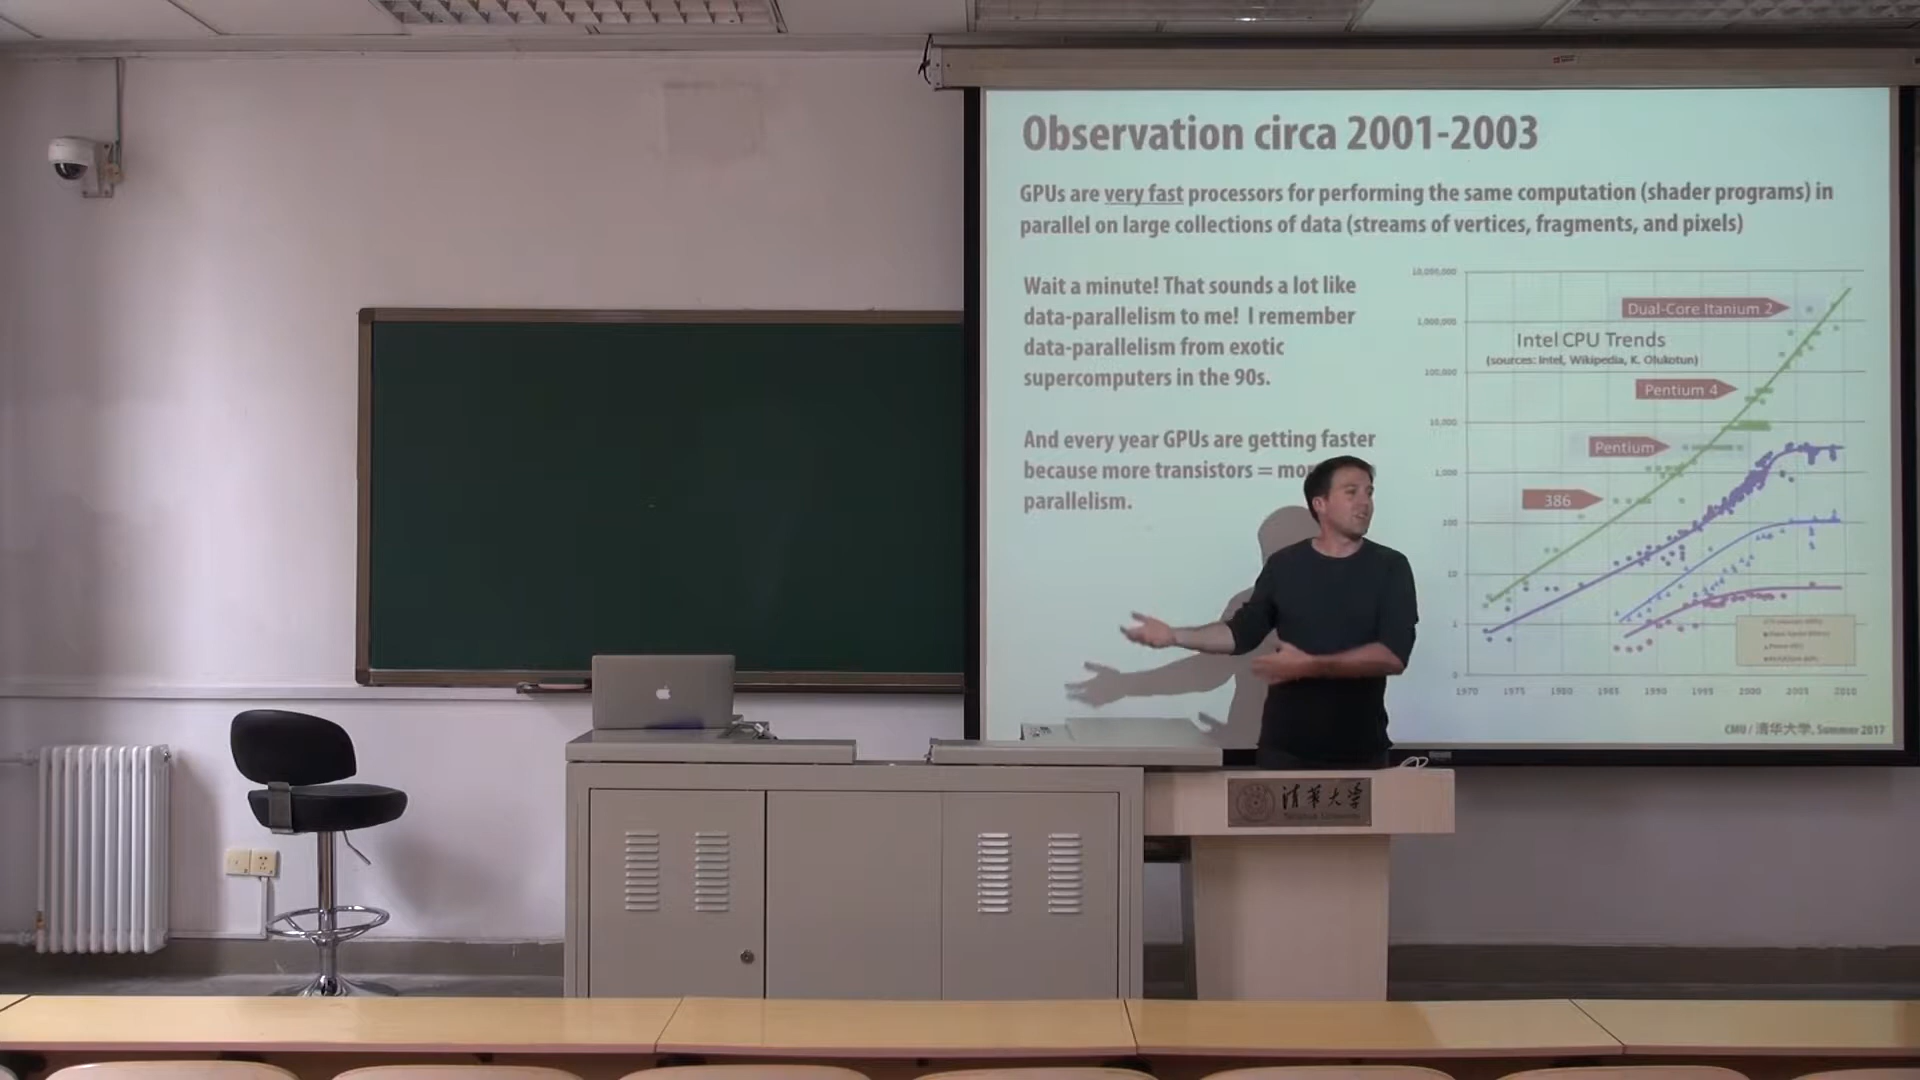 Observation circa 2001-2003
GPUs are very fast processors for performing the same computation (shader programs) in
parallel on large collections of data (streams of vertices, fragments, and pixels)
Wait a minute! That sounds a lot like
data-parallelism to me! I remember
data-parallelism from exotic
supercomputers in the 90s.
And every year GPUs are getting faster
because more transistors = mo
parallelism.
10,000,000
1,000,000
100,000
10,000
1,000
100
10
1
0
Dual-Core Itanium 2
Intel CPU Trends
(sources: Intel, Wikipedia, K. Olukotun)
Pentium 4
Pentium
386
1970 1975 1980 1985 1990 1995 2000 2005 2010
CMU / 清华大学, Summer 2017
清华大学
Tsinghua University